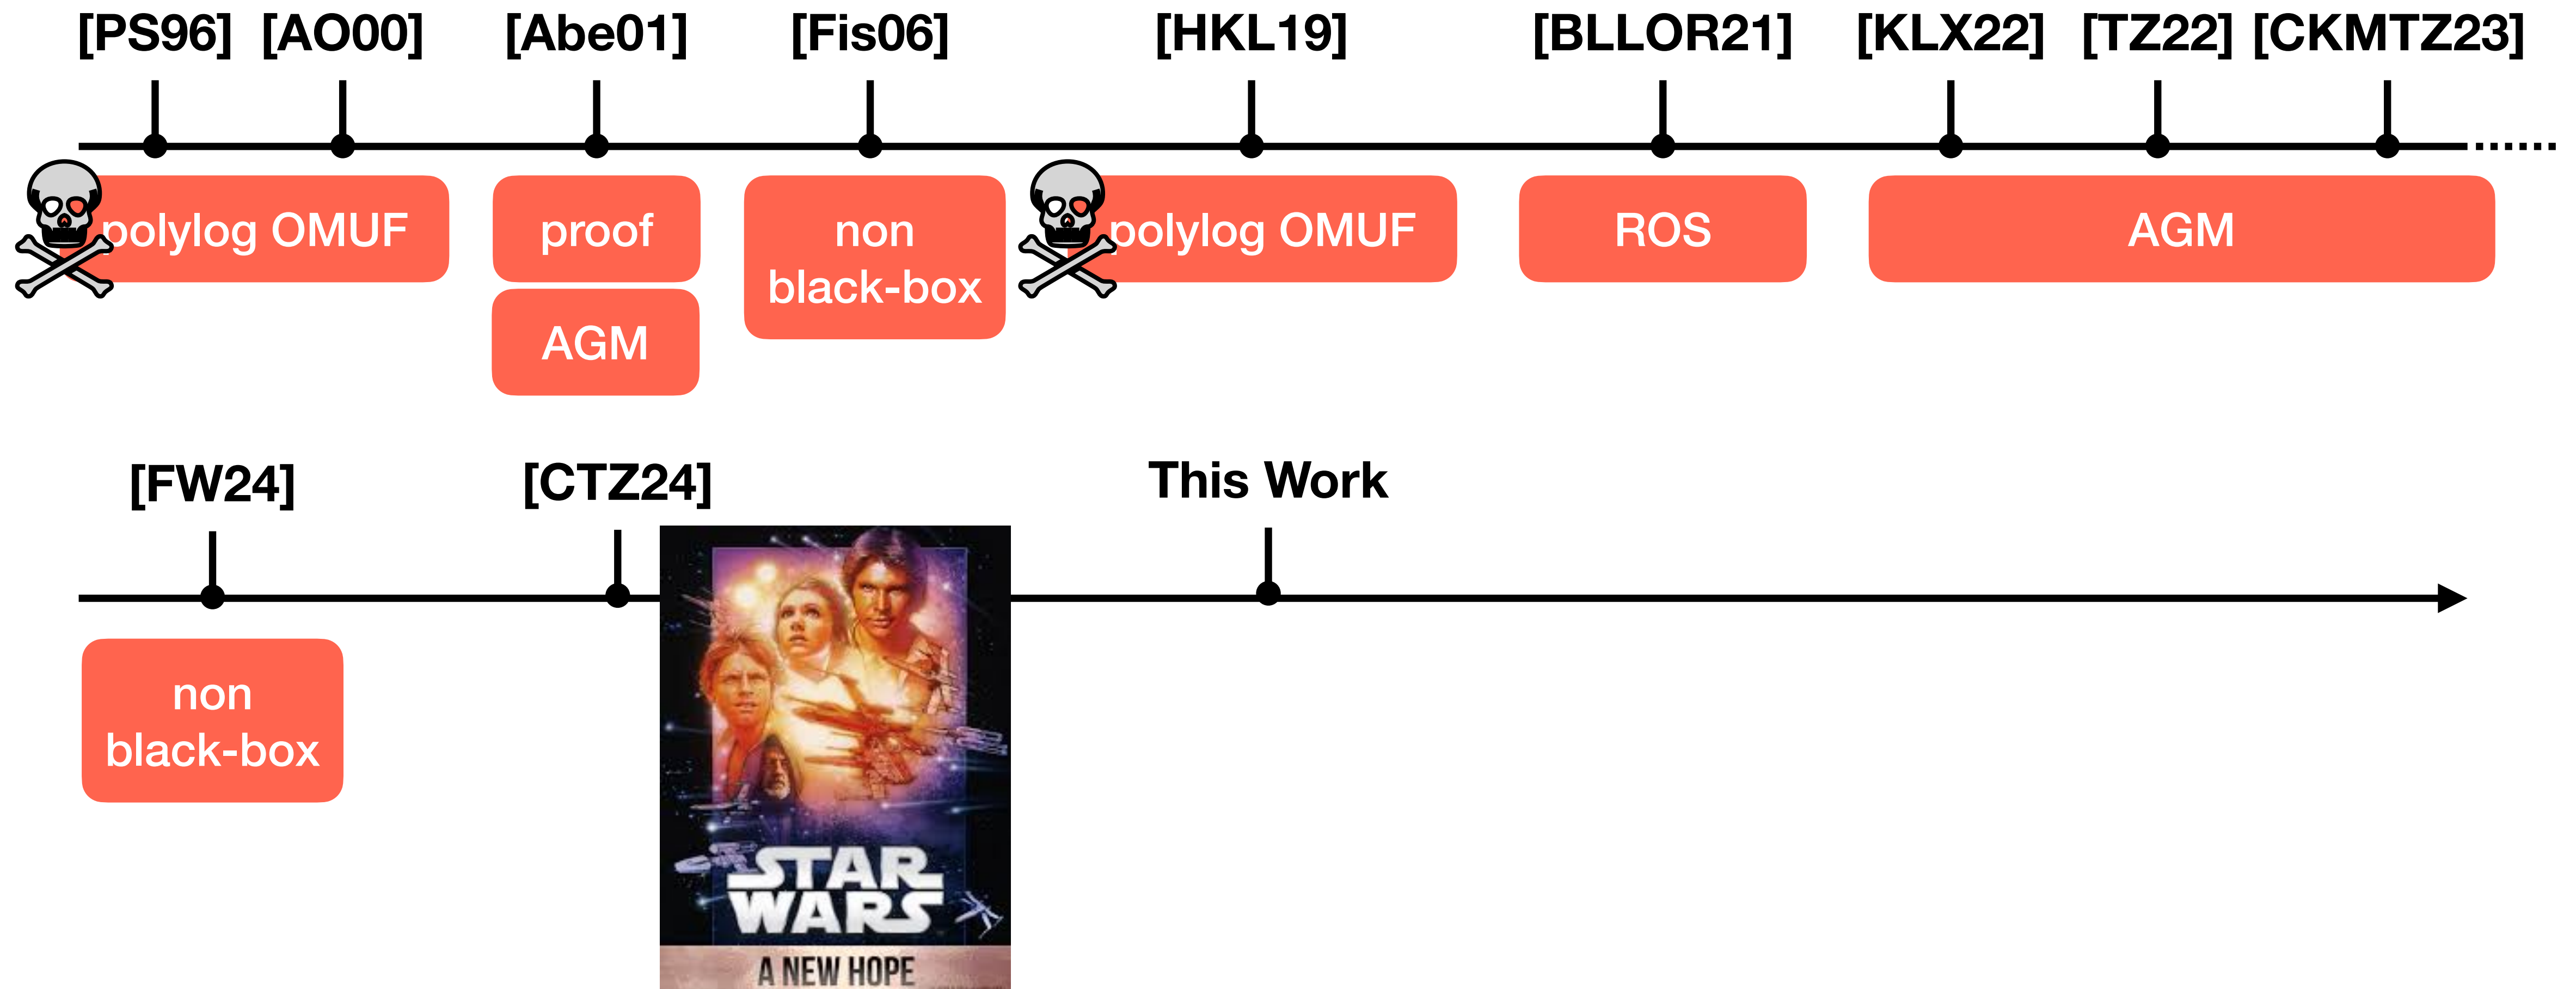 [PS96] [AO00] [Abe01] [Fis06] [HKL19] [BLLOR21] [KLX22] [TZ22] [CKMTZ23]
polylog OMUF
proof
AGM
non
black-box
polylog OMUF
ROS
AGM
[FW24] [CTZ24] This Work
non
black-box
STAR
WARS
A NEW HOPE